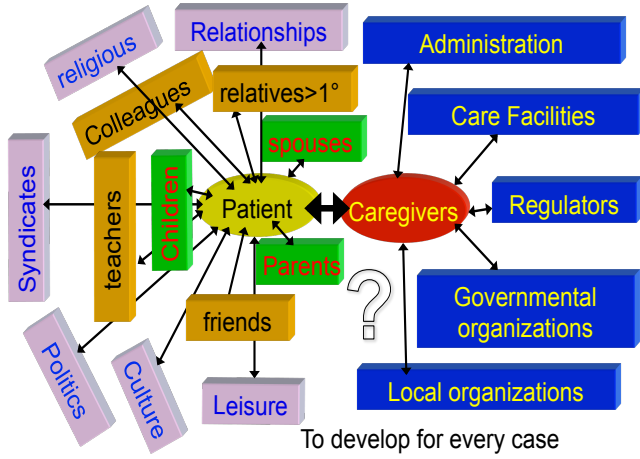 Relationships
religious
Administration
Colleagues
relatives>1°
Care Facilities
spouses
Children
teachers
Syndicates
Patient
Caregivers
Regulators
Parents
?
Governmental
organizations
friends
Politics
Culture
Leisure
Local organizations
To develop for every case